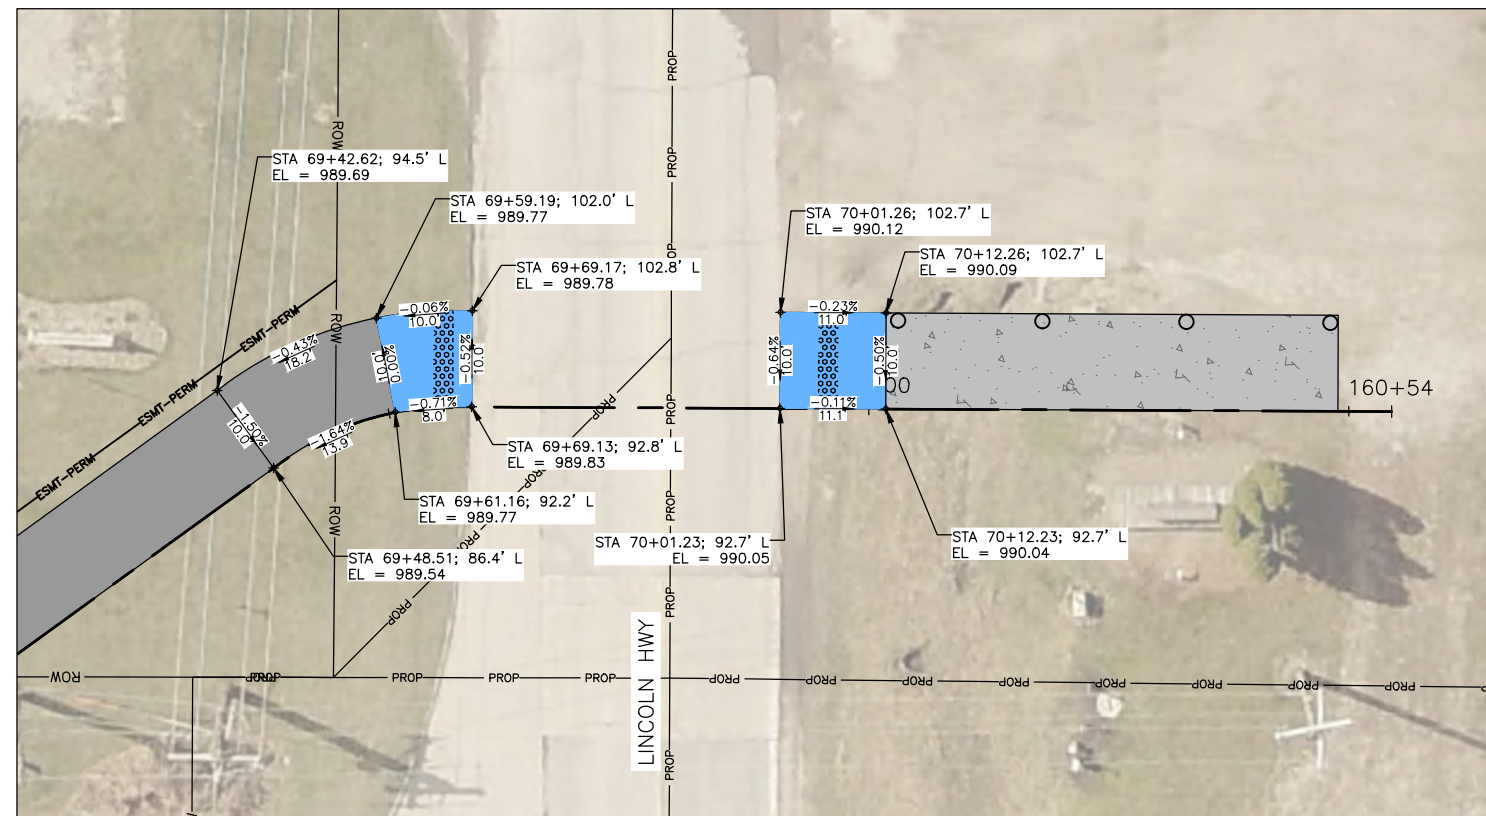 PROP
ROW
PROP
STA 69+42.62; 94.5' L
EL = 989.69
STA 69+59.19; 102.0' L
EL = 989.77
STA 70+01.26; 102.7' L
EL = 990.12
PROP
STA 70+12.26; 102.7' L
EL = 990.09
STA 69+69.17; 102.8' L
EL = 989.78
ESMT-PERM
ROW
-0.06%
10.0'
-0.23%
11.0'
-0.43%
18.2'
0.00%
10.0'
-0.52%
10.0'
-0.64%
10.0'
-0.50%
10.0'
00
160+54
ESMT-PERM
-0.71%
8.0'
-0.11%
11.1'
PROP
PROP
-1.50%
10.0'
-1.64%
13.9'
STA 69+69.13; 92.8' L
EL = 989.83
ESMT-PERM
PROP
STA 69+61.16; 92.2' L
EL = 989.77
PROP
ROW
PROP
STA 70+01.23; 92.7' L
EL = 990.05
STA 70+12.23; 92.7' L
EL = 990.04
STA 69+48.51; 86.4' L
EL = 989.54
PROP
PROP
LINCOLN HWY
ROW
PROP
PROP
PROP
PROP
PROP
PROP
PROP
PROP
PROP
PROP
PROP
PROP